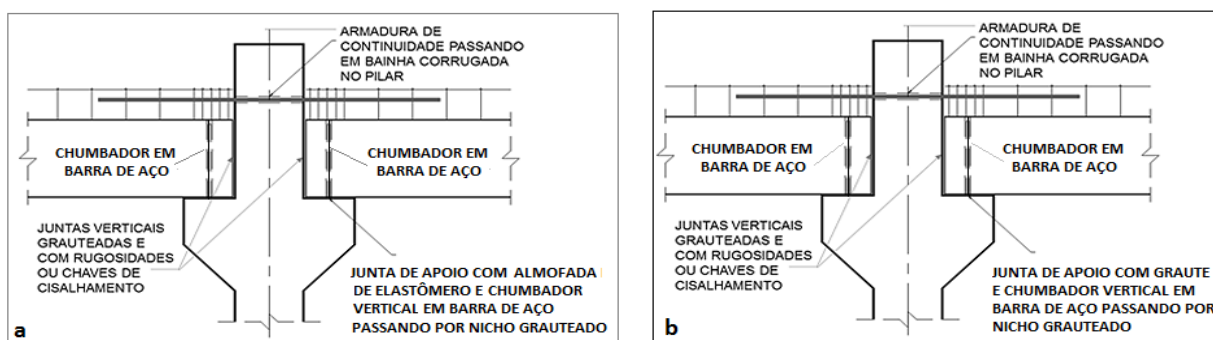 ARMADURA DE
CONTINUIDADE PASSANDO
EM BAINHA CORRUGADA
NO PILAR
CHUMBADOR EM
BARRA DE AÇO
CHUMBADOR EM
BARRA DE AÇO
JUNTAS VERTICAIS
GRAUTEADAS E
COM RUGOSIDADES
OU CHAVES DE
CISALHAMENTO
JUNTA DE APOIO COM ALMOFADA
DE ELASTÔMERO E CHUMBADOR
VERTICAL EM BARRA DE AÇO
PASSANDO POR NICHO GRAUTEADO
a
ARMADURA DE
CONTINUIDADE PASSANDO
EM BAINHA CORRUGADA
NO PILAR
CHUMBADOR EM
BARRA DE AÇO
CHUMBADOR EM
BARRA DE AÇO
JUNTAS VERTICAIS
GRAUTEADAS E
COM RUGOSIDADES
OU CHAVES DE
CISALHAMENTO
JUNTA DE APOIO COM GRAUTE
E CHUMBADOR VERTICAL EM
BARRA DE AÇO PASSANDO POR
NICHO GRAUTEADO
b